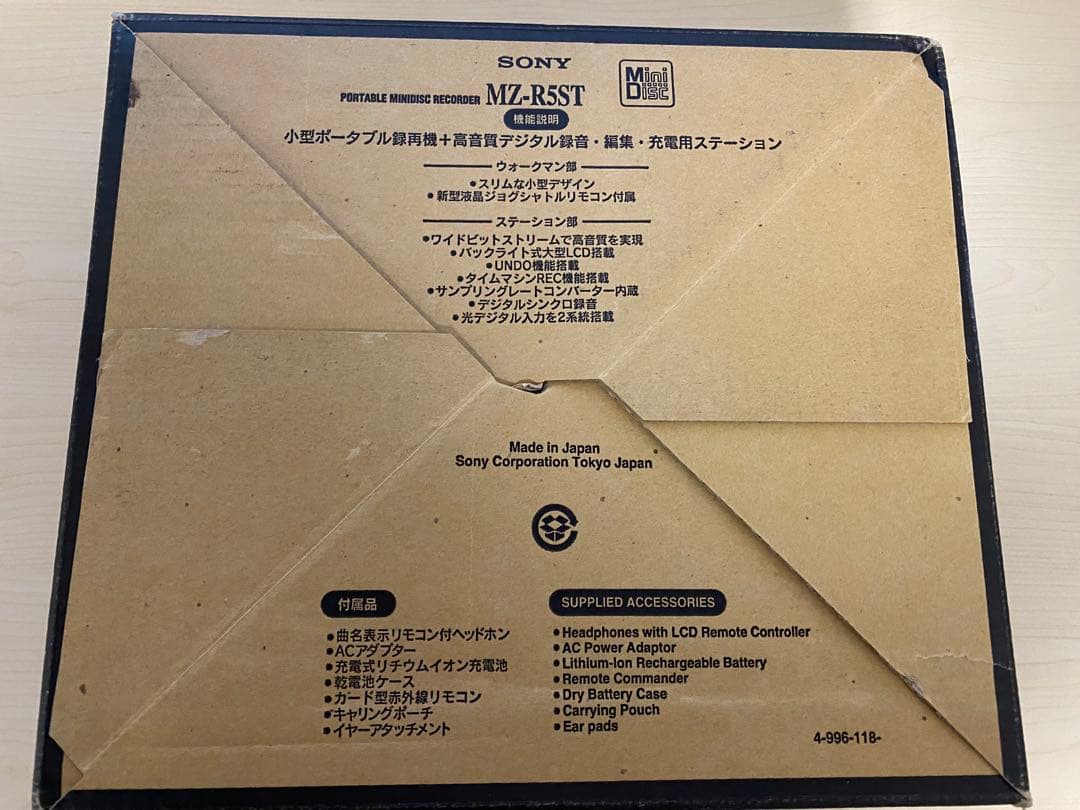 SONY
Mini Disc
PORTABLE MINIDISC RECORDER MZ-R5ST
機能説明
小型ポータブル録再機＋高音質デジタル録音・編集・充電用ステーション
ウォークマン部
●スリムな小型デザイン
●新型液晶ジョグシャトルリモコン付属
ステーション部
●ワイドビットストリームで高音質を実現
●バックライト式大型LCD搭載
●UNDO機能搭載
●タイムマシンREC機能搭載
●サンプリングレートコンバーター内蔵
●デジタルシンクロ録音
●光デジタル入力を2系統搭載
Made in Japan
Sony Corporation Tokyo Japan
付属品
●曲名表示リモコン付ヘッドホン
●ACアダプター
●充電式リチウムイオン充電池
●乾電池ケース
●カード型赤外線リモコン
●キャリングポーチ
●イヤーアタッチメント
SUPPLIED ACCESSORIES
●Headphones with LCD Remote Controller
●AC Power Adaptor
●Lithium-Ion Rechargeable Battery
●Remote Commander
●Dry Battery Case
●Carrying Pouch
●Ear pads
4-996-118-